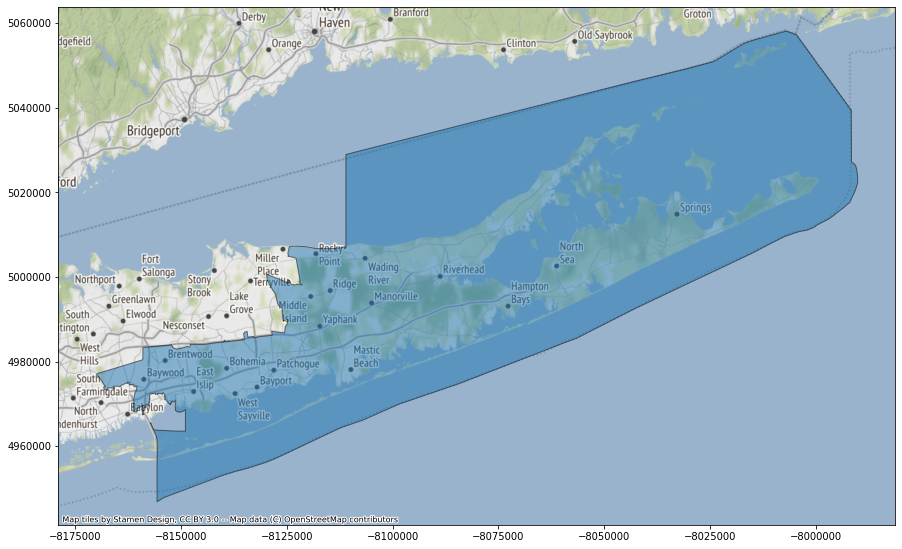 5060000
5040000
5020000
5000000
4980000
4960000
−8175000
−8150000
−8125000
−8100000
−8075000
−8050000
−8025000
−8000000
New
Haven
Derby
Branford
Groton
dgefield
Orange
Clinton
Old Saybrook
Bridgeport
ford
Fort
Salonga
Miller
Place
Rocky
Point
Northport
Stony
Brook
Terryville
Wading
River
Riverhead
North
Sea
Springs
Greenlawn
Lake
Grove
Middle
Island
Ridge
Manorville
Hampton
Bays
South
tington
Elwood
Nesconset
Yaphank
West
Hills
Brentwood
Bohemia
Patchogue
Mastic
Beach
South
Farmingdale
Baywood
East
Islip
Bayport
North
ndenhurst
Babylon
West
Sayville
Map tiles by Stamen Design, CC BY 3.0 -- Map data (C) OpenStreetMap contributors